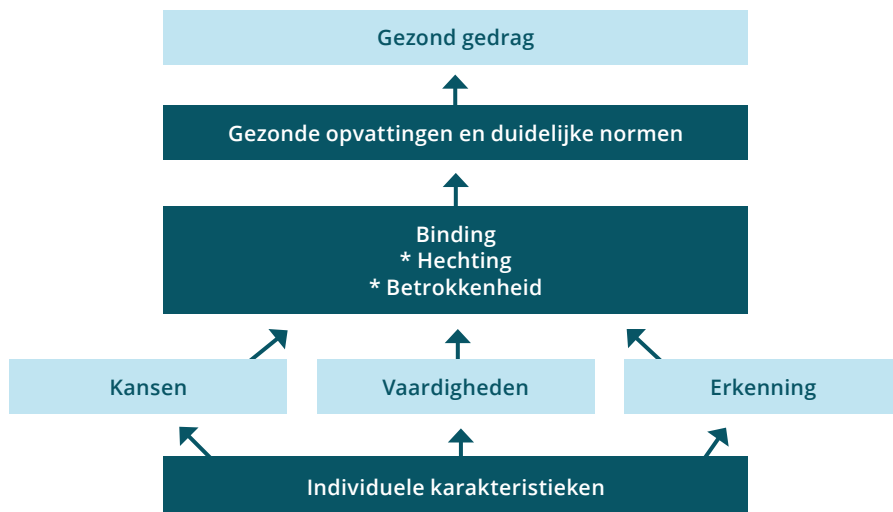 Gezond gedrag
Gezonde opvattingen en duidelijke normen
Binding
* Hechting
* Betrokkenheid
Kansen
Vaardigheden
Erkenning
Individuele karakteristieken